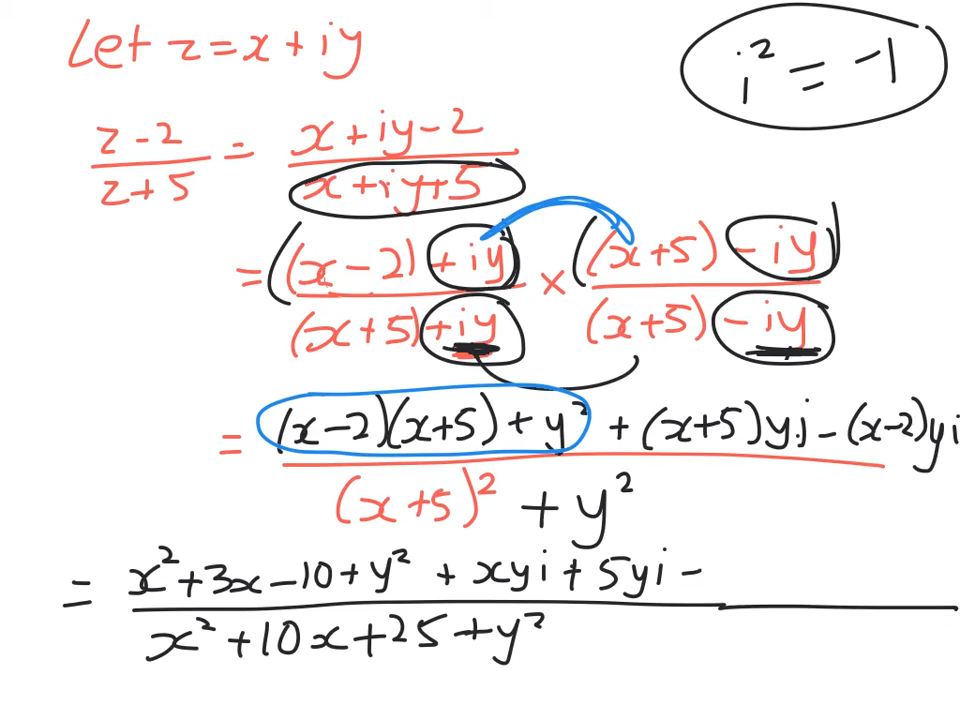 Let z = x + iy
i² = -1
z - 2 / z + 5 = x + iy - 2 / x + iy + 5
= ((x - 2) + iy) / (x + 5) + iy × ((x + 5) - iy) / (x + 5) - iy
= (x - 2)(x + 5) + y² + (x + 5)yi - (x - 2)yi / (x + 5)² + y²
= x² + 3x - 10 + y² + xyi + 5yi - / x² + 10x + 25 + y²